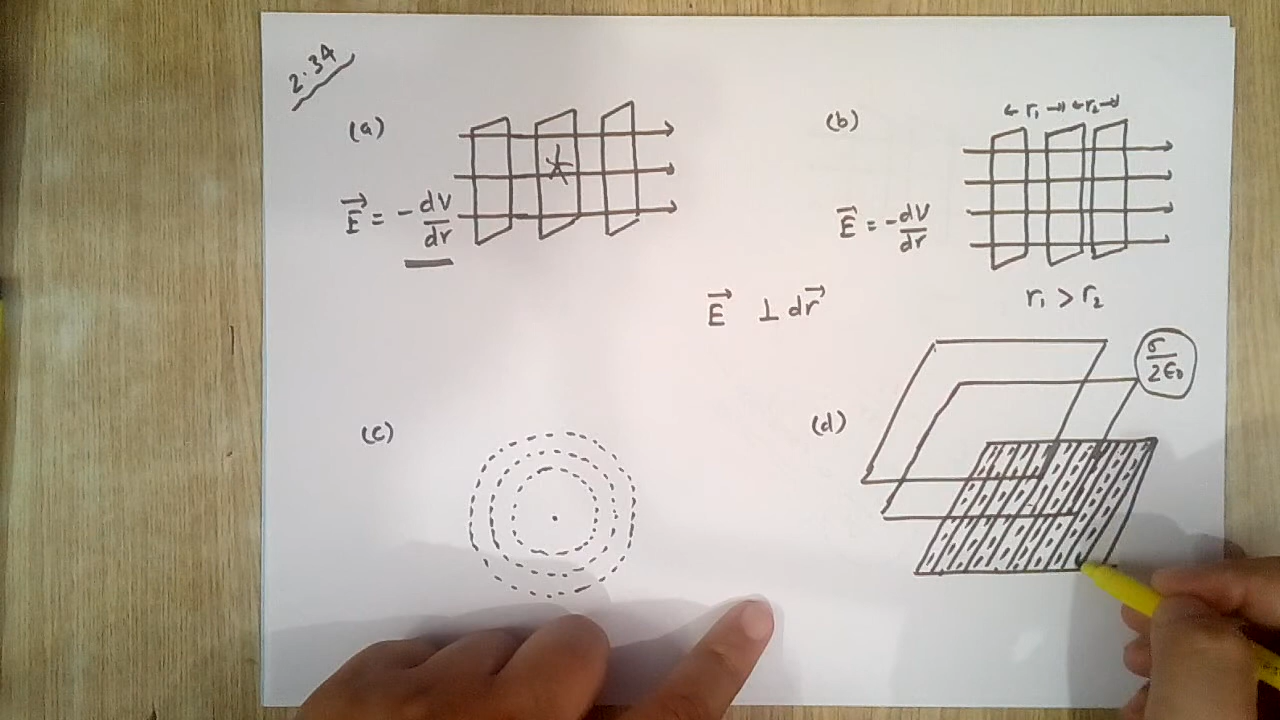 2.34
(a)
E⃗ = - dV/dr
(b)
← r₁ → ← r₂ →
E⃗ = - dV/dr
r₁ > r₂
E⃗ ⊥ dr⃗
(c)
(d)
σ/2ε₀